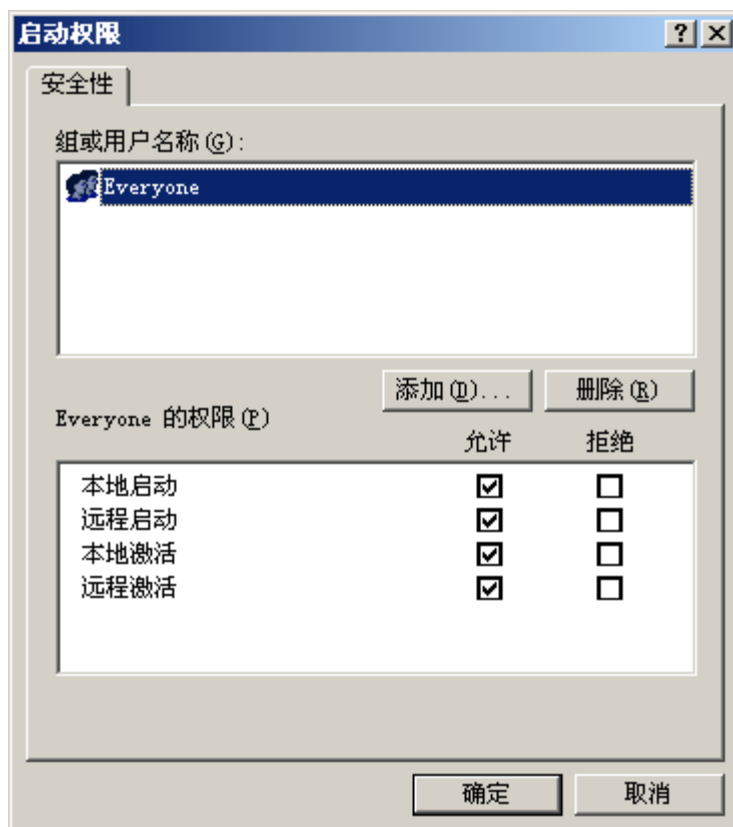 启动权限
安全性
组或用户名称(G):
Everyone
添加(D)... 删除(R)
Everyone 的权限(P)
允许 拒绝
本地启动
远程启动
本地激活
远程激活
确定 取消